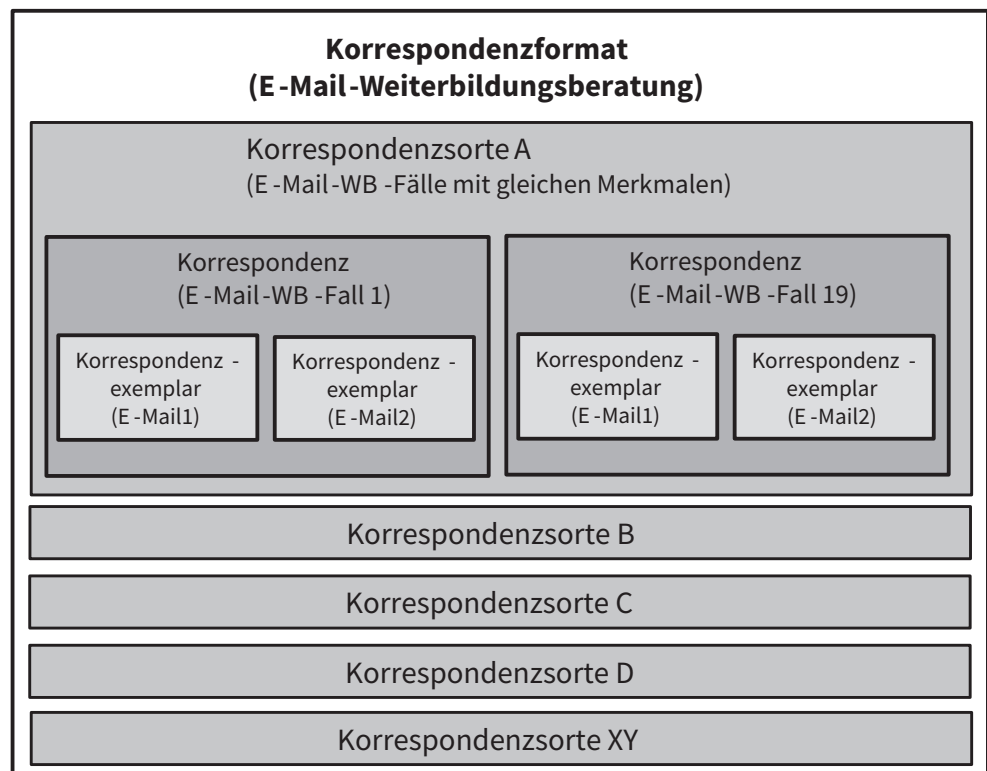 Korrespondenzformat
(E-Mail-Weiterbildungsberatung)
Korrespondenzsorte A
(E-Mail-WB-Fälle mit gleichen Merkmalen)
Korrespondenz
(E-Mail-WB-Fall 1)
Korrespondenz-
exemplar
(E-Mail1)
Korrespondenz-
exemplar
(E-Mail2)
Korrespondenz
(E-Mail-WB-Fall 19)
Korrespondenz-
exemplar
(E-Mail1)
Korrespondenz-
exemplar
(E-Mail2)
Korrespondenzsorte B
Korrespondenzsorte C
Korrespondenzsorte D
Korrespondenzsorte XY